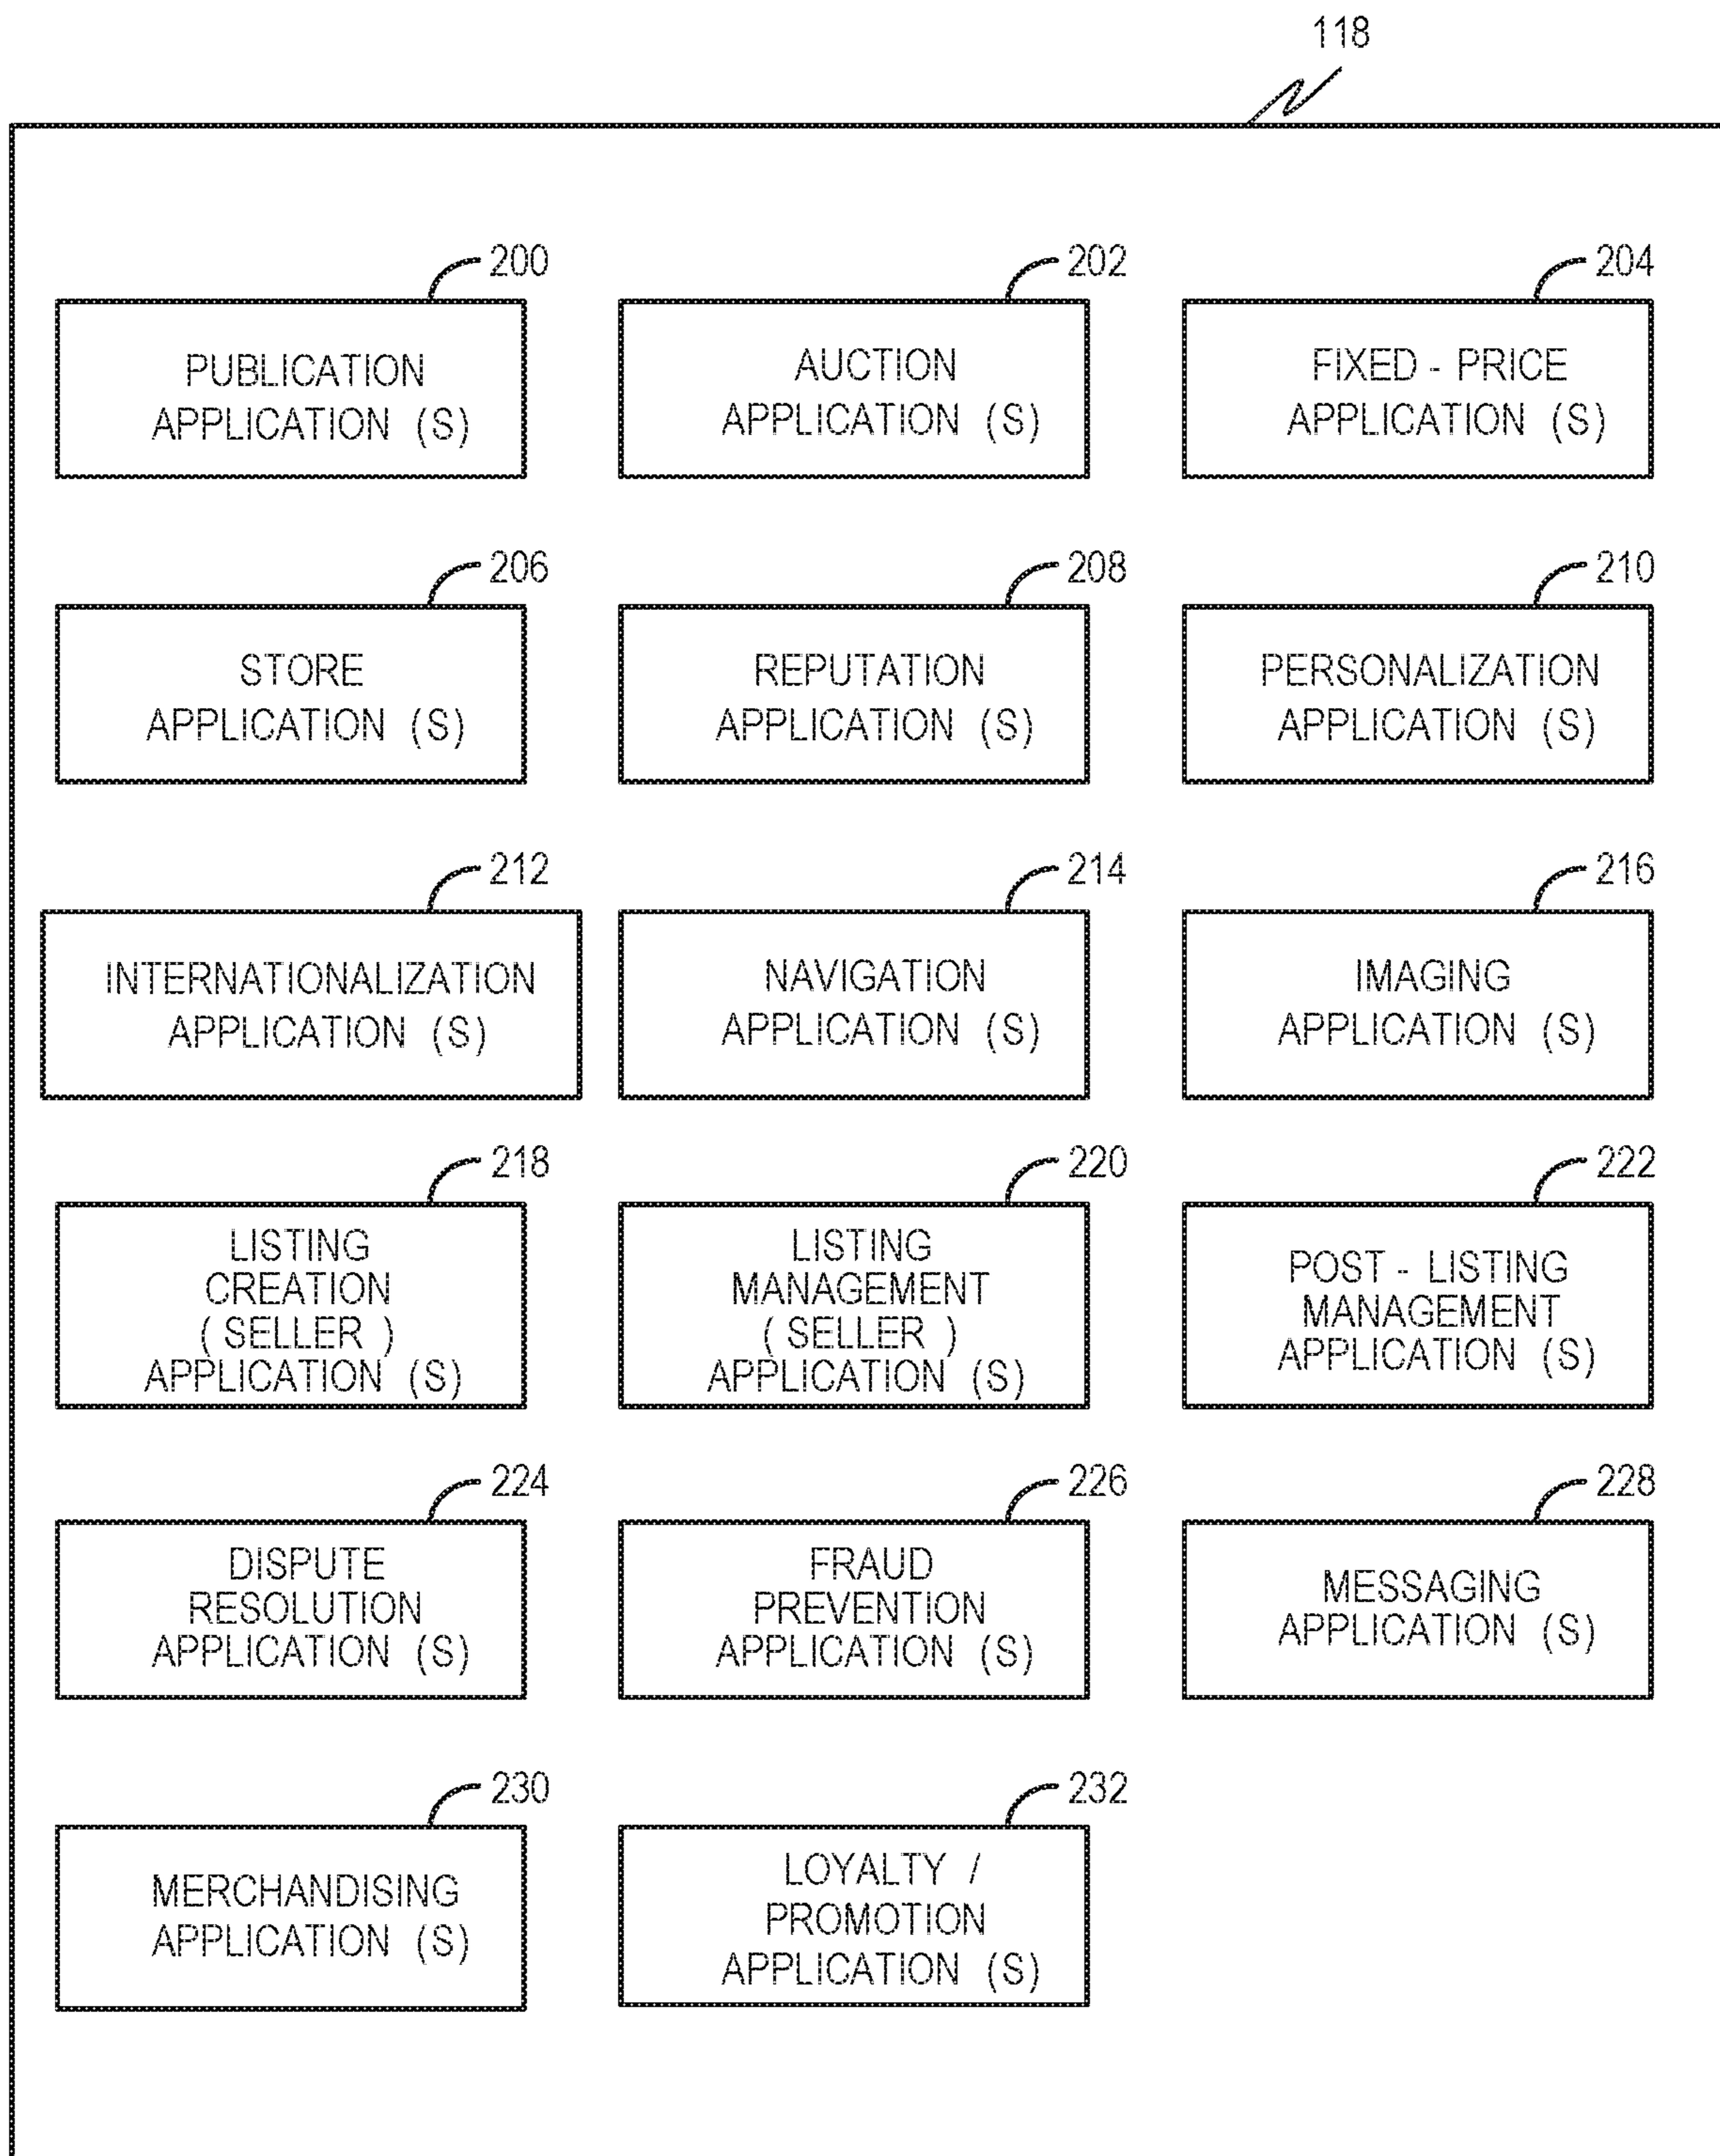 118
200
PUBLICATION
APPLICATION (S)
202
AUCTION
APPLICATION (S)
204
FIXED - PRICE
APPLICATION (S)
206
STORE
APPLICATION (S)
208
REPUTATION
APPLICATION (S)
210
PERSONALIZATION
APPLICATION (S)
212
INTERNATIONALIZATION
APPLICATION (S)
214
NAVIGATION
APPLICATION (S)
216
IMAGING
APPLICATION (S)
218
LISTING
CREATION
( SELLER )
APPLICATION (S)
220
LISTING
MANAGEMENT
( SELLER )
APPLICATION (S)
222
POST - LISTING
MANAGEMENT
APPLICATION (S)
224
DISPUTE
RESOLUTION
APPLICATION (S)
226
FRAUD
PREVENTION
APPLICATION (S)
228
MESSAGING
APPLICATION (S)
230
MERCHANDISING
APPLICATION (S)
232
LOYALTY /
PROMOTION
APPLICATION (S)